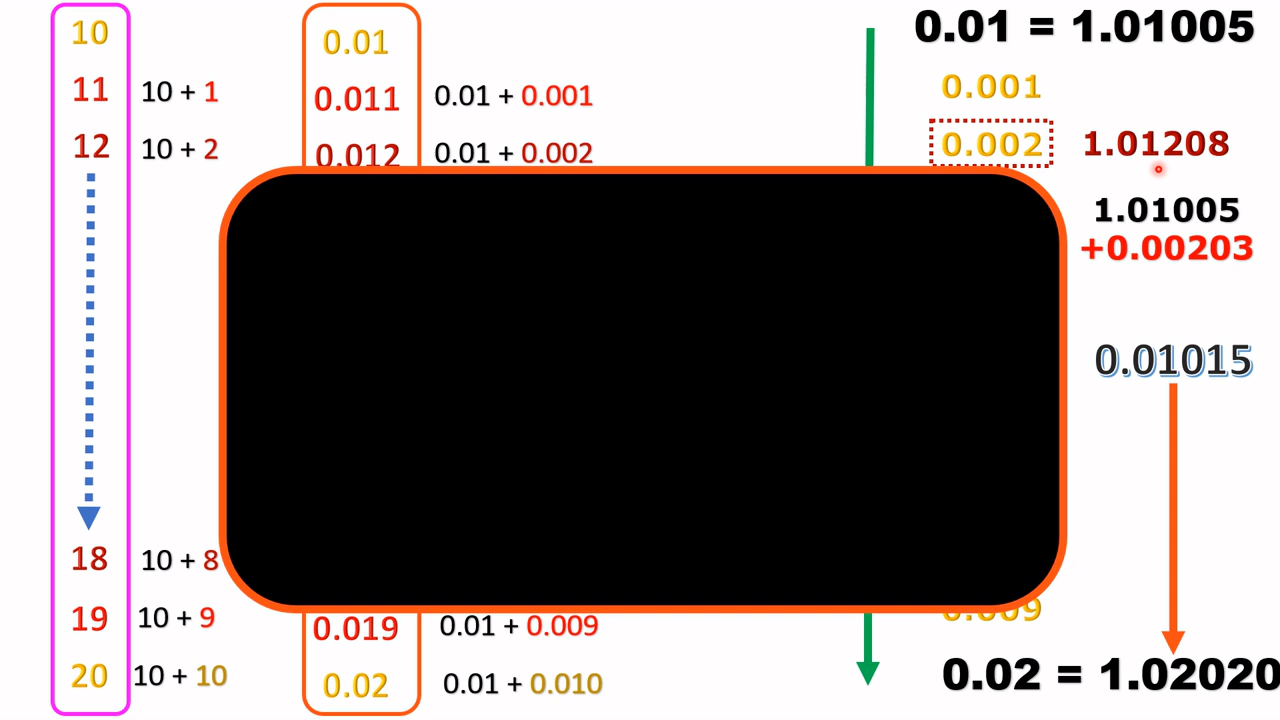 10 0.01 0.01 = 1.01005
11 10 + 1 0.011 0.01 + 0.001 0.001
12 10 + 2 0.012 0.01 + 0.002 0.002 1.01208
1.01005
+0.00203
0.01015
18 10 + 8
19 10 + 9 0.019 0.01 + 0.009 0.009
20 10 + 10 0.02 0.01 + 0.010 0.02 = 1.02020